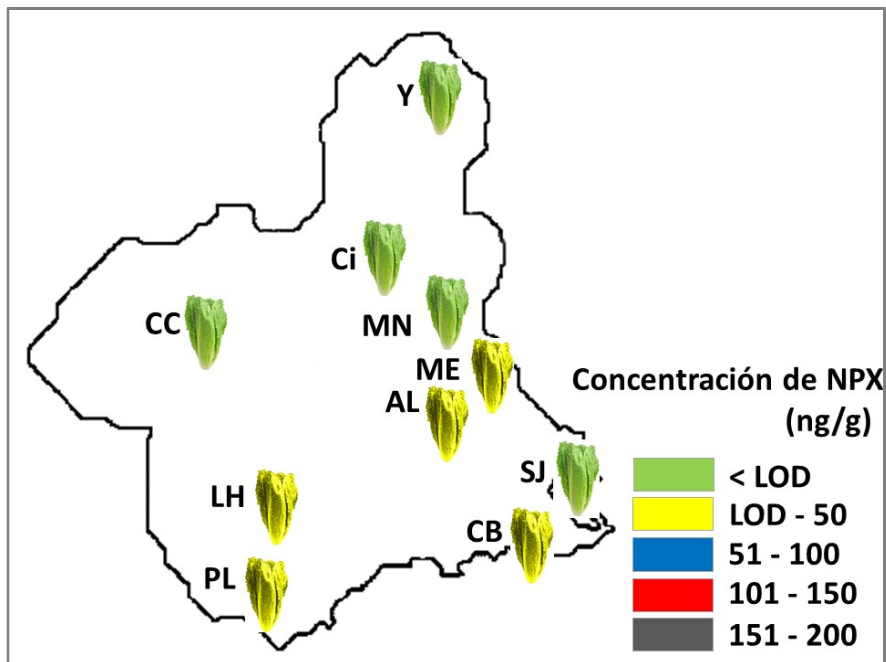 Y
Ci
CC
MN
ME
AL
SJ
LH
CB
PL
Concentración de NPX
(ng/g)
< LOD
LOD - 50
51 - 100
101 - 150
151 - 200